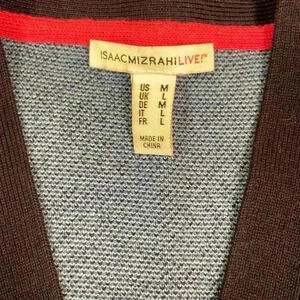 ISAACMIZRAHILIVE!
US M
UK L
DE M
IT L
FR L
MADE IN
CHINA